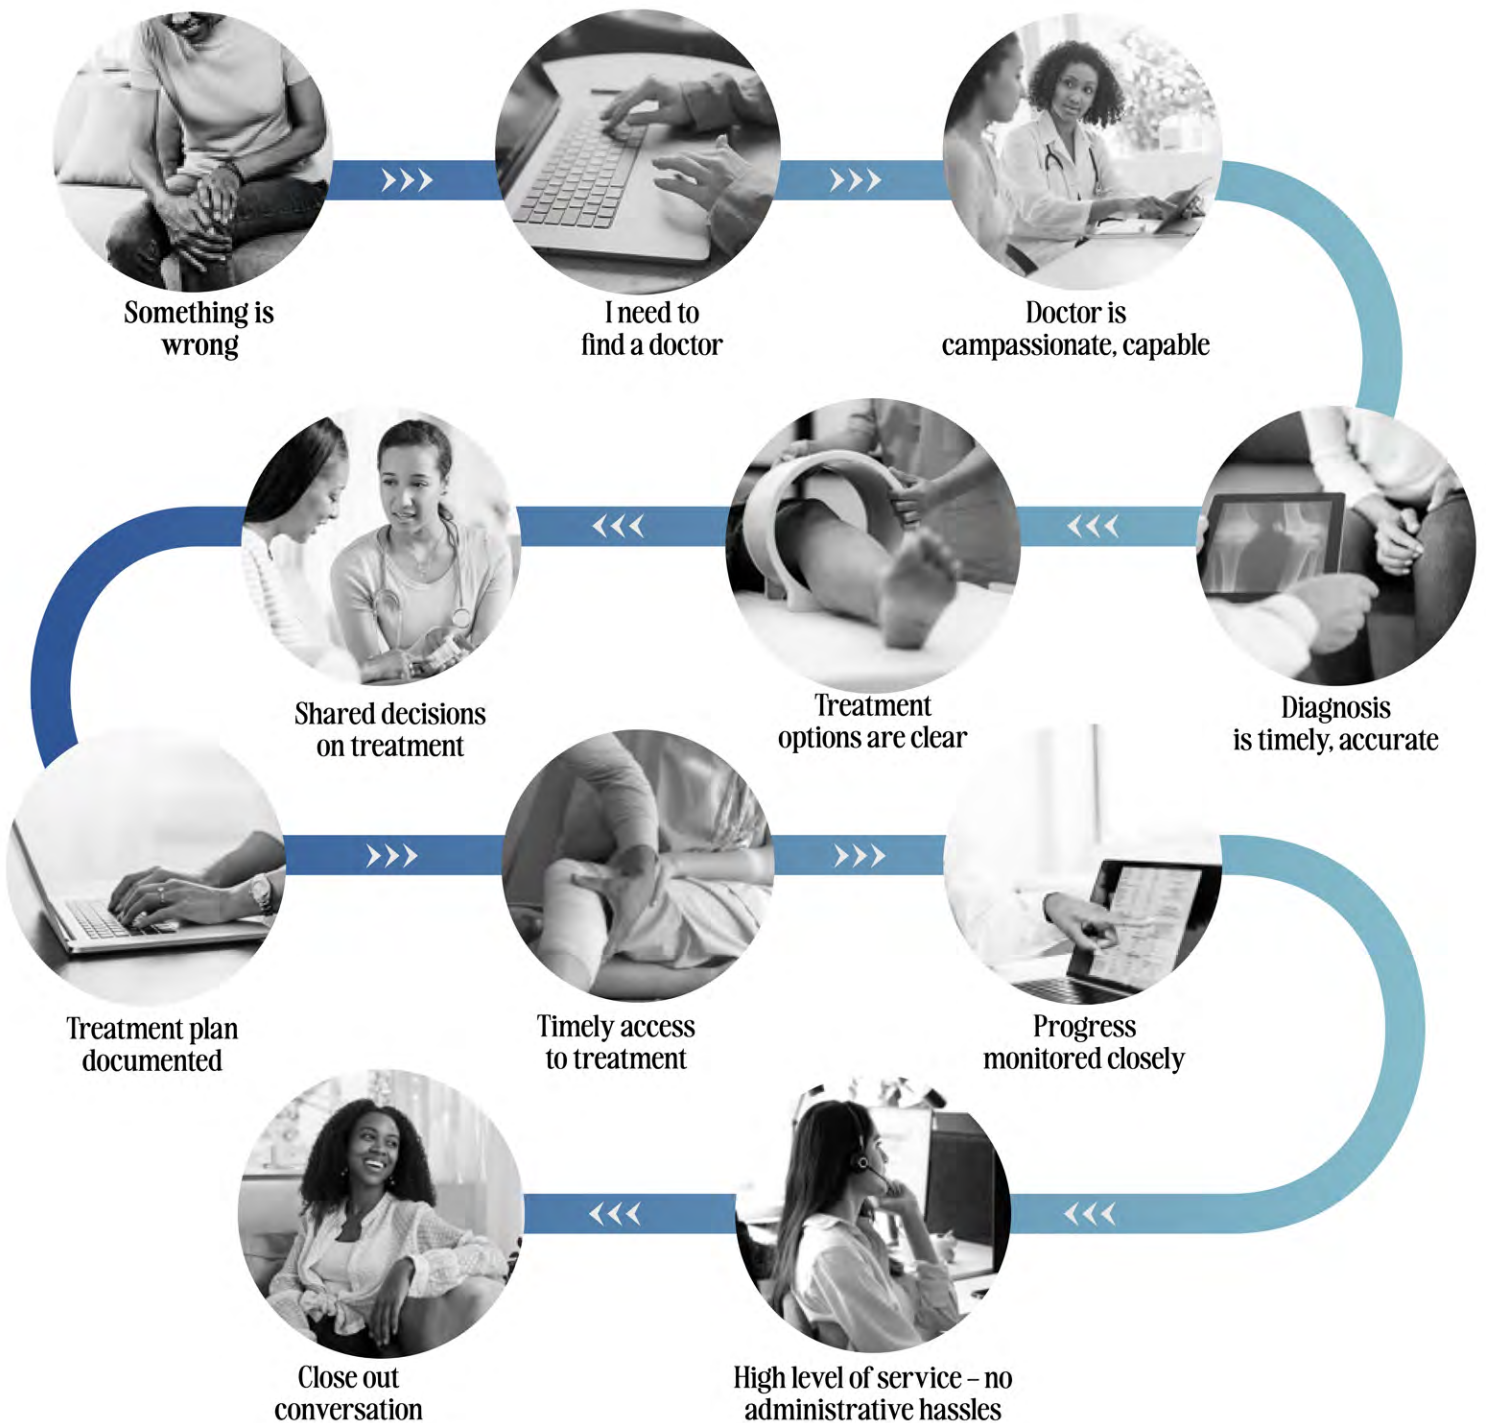 Something is
wrong
I need to
find a doctor
Doctor is
campassionate, capable
Diagnosis
is timely, accurate
Treatment
options are clear
Shared decisions
on treatment
Treatment plan
documented
Timely access
to treatment
Progress
monitored closely
High level of service – no
administrative hassles
Close out
conversation